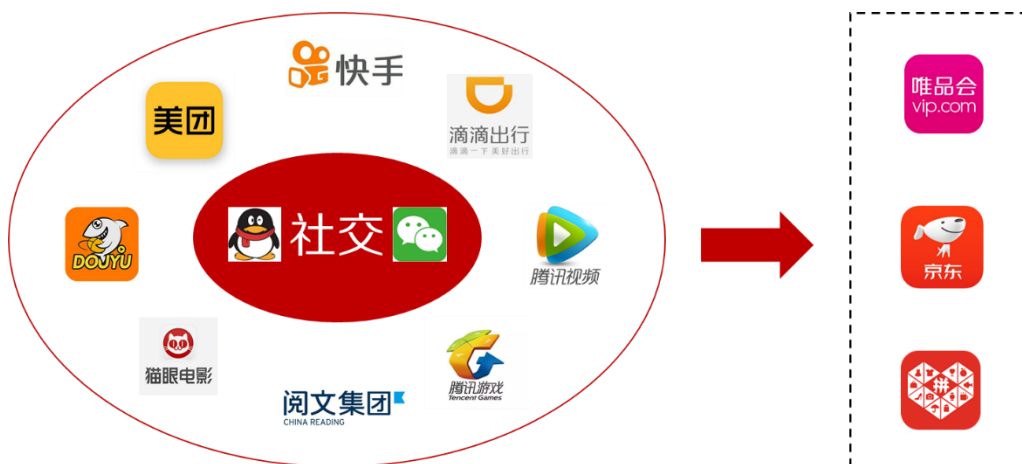 快手
美团
滴滴出行
滴滴一下 美好出行
唯品会
vip.com
社交
DOUYU
腾讯视频
京东
猫眼电影
腾讯游戏
Tencent Games
阅文集团
CHINA READING
拼